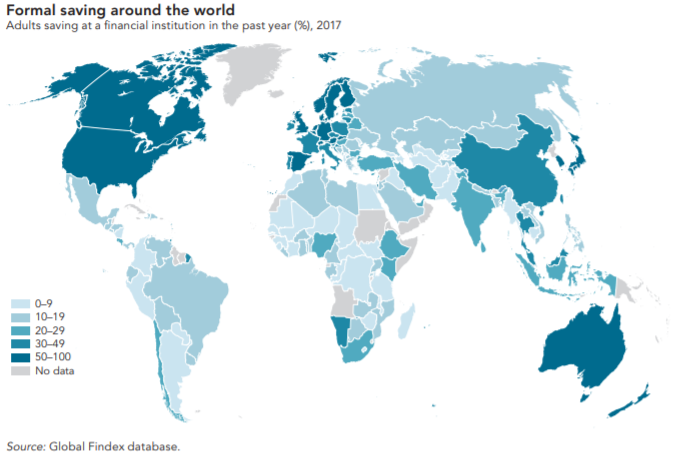 Formal saving around the world
Adults saving at a financial institution in the past year (%), 2017
0–9
10–19
20–29
30–49
50–100
No data
Source: Global Findex database.